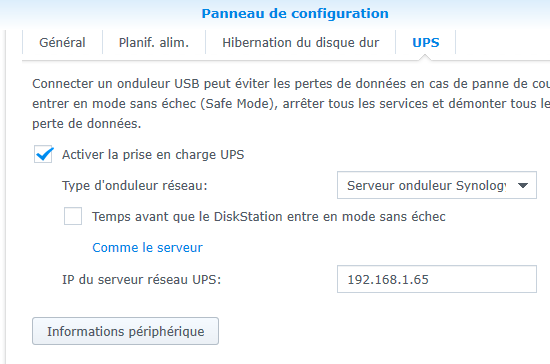 Panneau de configuration
Général Planif. alim. Hibernation du disque dur UPS
Connecter un onduleur USB peut éviter les pertes de données en cas de panne de cou
entrer en mode sans échec (Safe Mode), arrêter tous les services et démonter tous le
perte de données.
Activer la prise en charge UPS
Type d'onduleur réseau: Serveur onduleur Synology
Temps avant que le DiskStation entre en mode sans échec
Comme le serveur
IP du serveur réseau UPS: 192.168.1.65
Informations périphérique